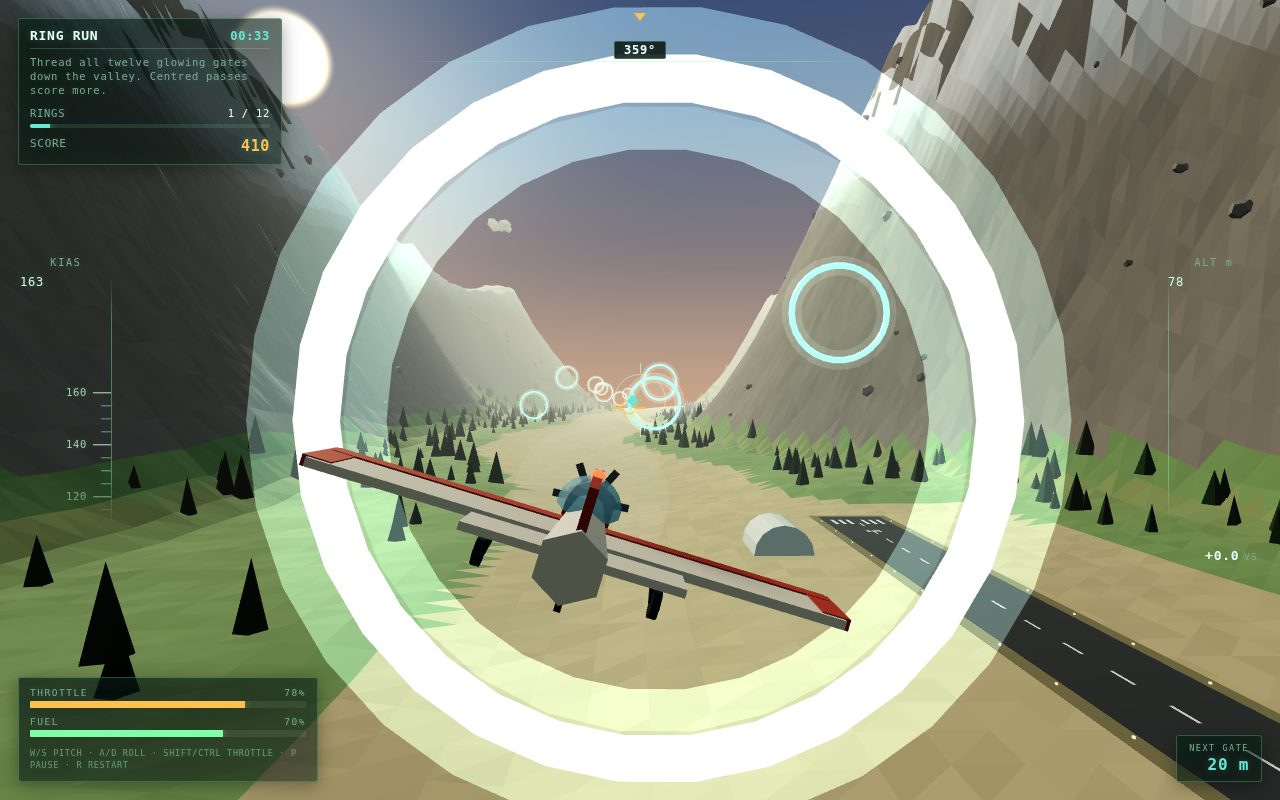 RING RUN 00:33
Thread all twelve glowing gates
down the valley. Centred passes
score more.
RINGS 1 / 12
SCORE 410
359°
KIAS
163
160
140
120
ALT m
78
+0.0 VS
THROTTLE 78%
FUEL 70%
W/S PITCH · A/D ROLL · SHIFT/CTRL THROTTLE · P
PAUSE · R RESTART
NEXT GATE
20 m